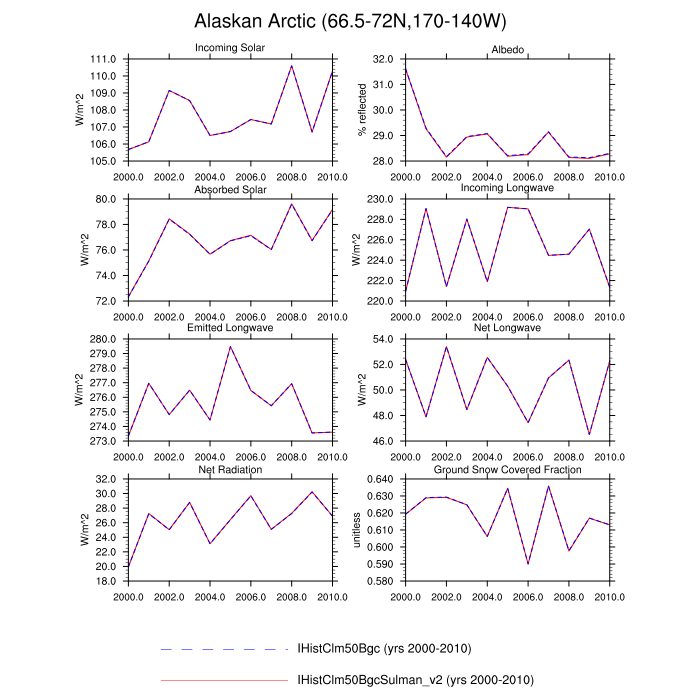 Alaskan Arctic (66.5-72N,170-140W)
Incoming Solar
W/m^2
111.0
110.0
109.0
108.0
107.0
106.0
105.0
2000.0 2002.0 2004.0 2006.0 2008.0 2010.0
Albedo
% reflected
32.0
31.0
30.0
29.0
28.0
2000.0 2002.0 2004.0 2006.0 2008.0 2010.0
Absorbed Solar
W/m^2
80.0
78.0
76.0
74.0
72.0
2000.0 2002.0 2004.0 2006.0 2008.0 2010.0
Incoming Longwave
W/m^2
230.0
228.0
226.0
224.0
222.0
220.0
2000.0 2002.0 2004.0 2006.0 2008.0 2010.0
Emitted Longwave
W/m^2
280.0
279.0
278.0
277.0
276.0
275.0
274.0
273.0
2000.0 2002.0 2004.0 2006.0 2008.0 2010.0
Net Longwave
W/m^2
54.0
52.0
50.0
48.0
46.0
2000.0 2002.0 2004.0 2006.0 2008.0 2010.0
Net Radiation
W/m^2
32.0
30.0
28.0
26.0
24.0
22.0
20.0
18.0
2000.0 2002.0 2004.0 2006.0 2008.0 2010.0
Ground Snow Covered Fraction
unitless
0.640
0.630
0.620
0.610
0.600
0.590
0.580
2000.0 2002.0 2004.0 2006.0 2008.0 2010.0
IHistClm50Bgc (yrs 2000-2010)
IHistClm50BgcSulman_v2 (yrs 2000-2010)